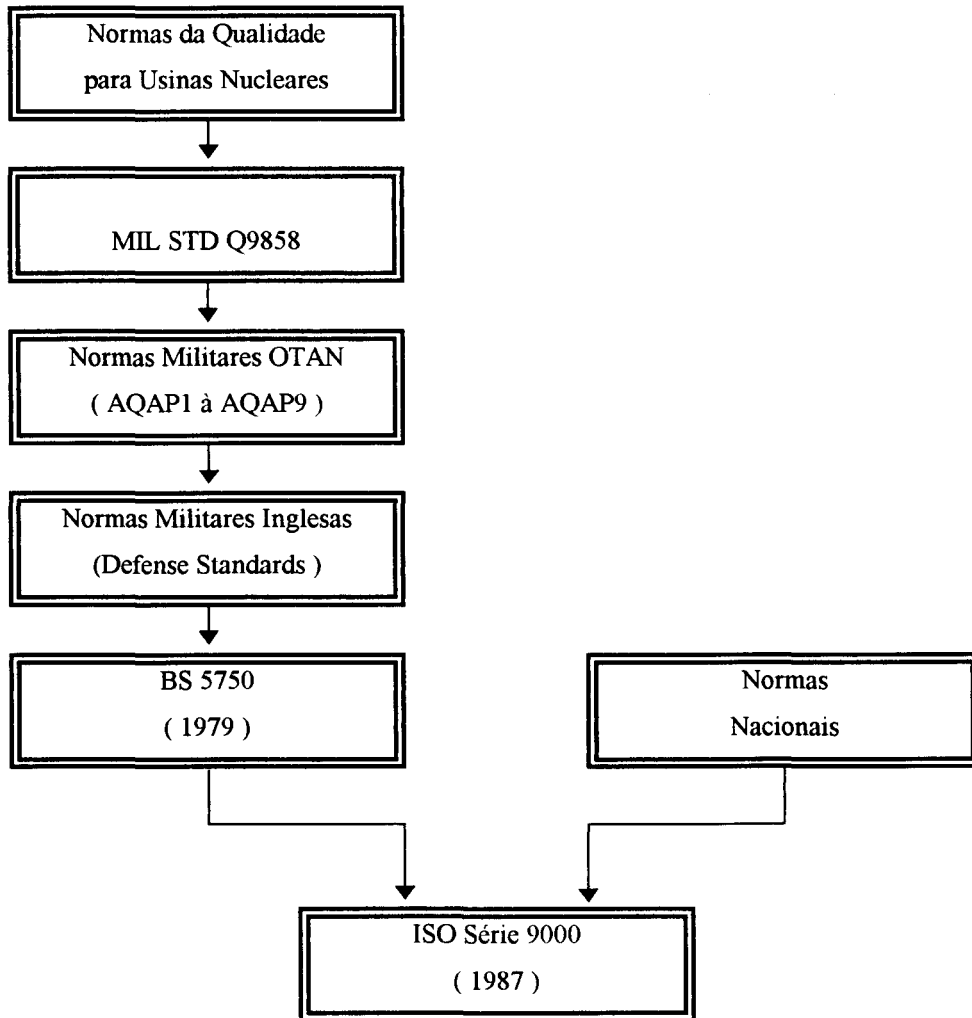 Normas da Qualidade
para Usinas Nucleares
MIL STD Q9858
Normas Militares OTAN
( AQAP1 à AQAP9 )
Normas Militares Inglesas
(Defense Standards )
BS 5750
( 1979 )
Normas
Nacionais
ISO Série 9000
( 1987 )